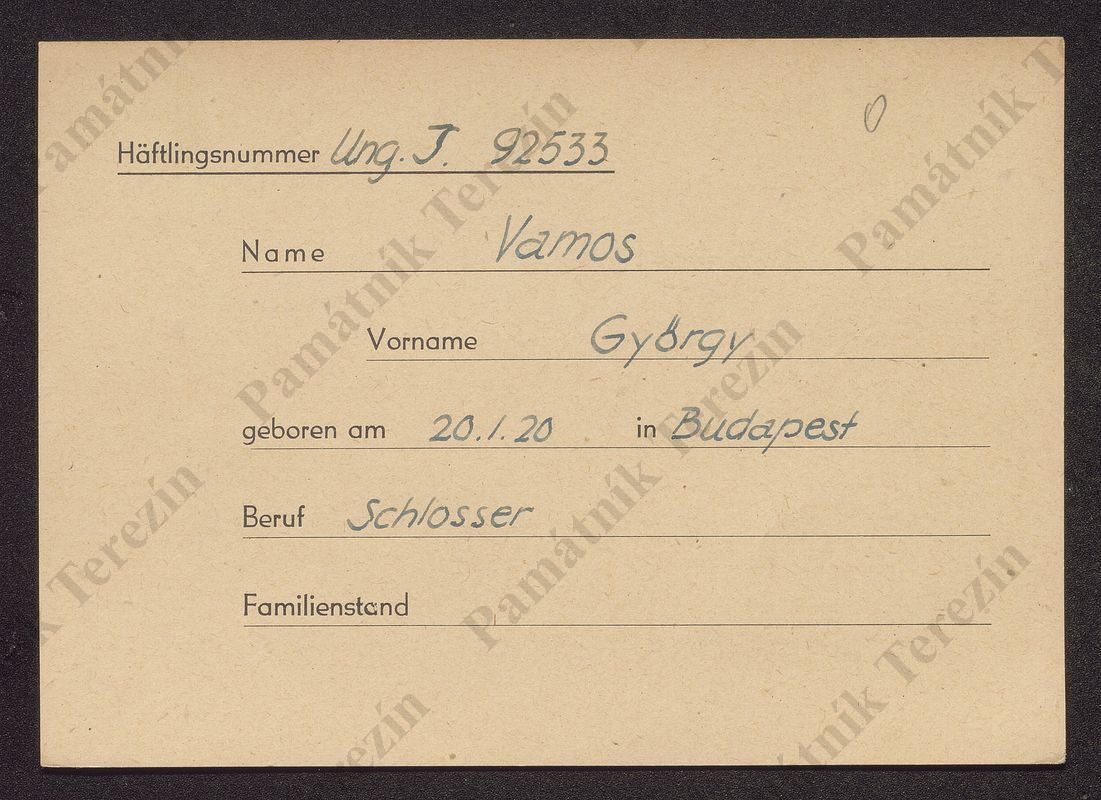 Häftlingsnummer Ung. J. 92533
Name Vamos
Vorname György
geboren am 20.1.20 in Budapest
Beruf Schlosser
Familienstand
Památník Terezín